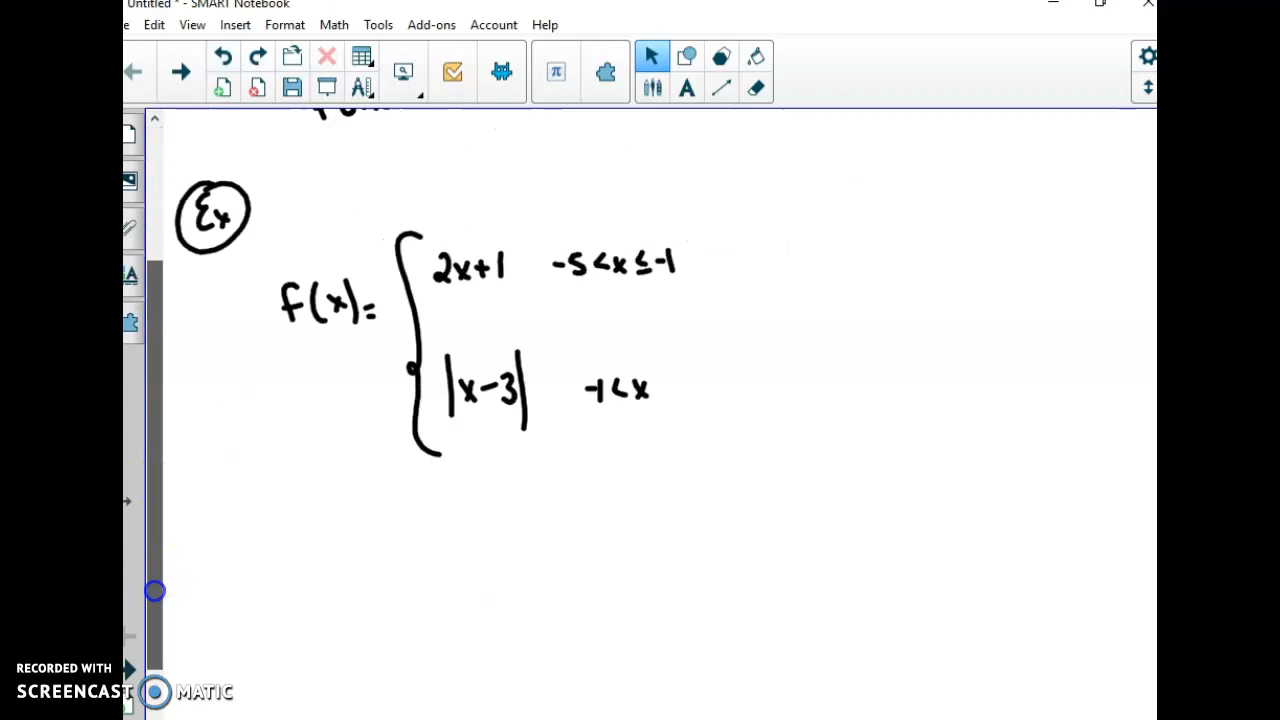 Untitled * - SMART Notebook
Edit View Insert Format Math Tools Add-ons Account Help
π
A
A
Ex
f(x)= { 2x+1 -5<x≤-1
|x-3| -1<x
RECORDED WITH
SCREENCAST MATIC